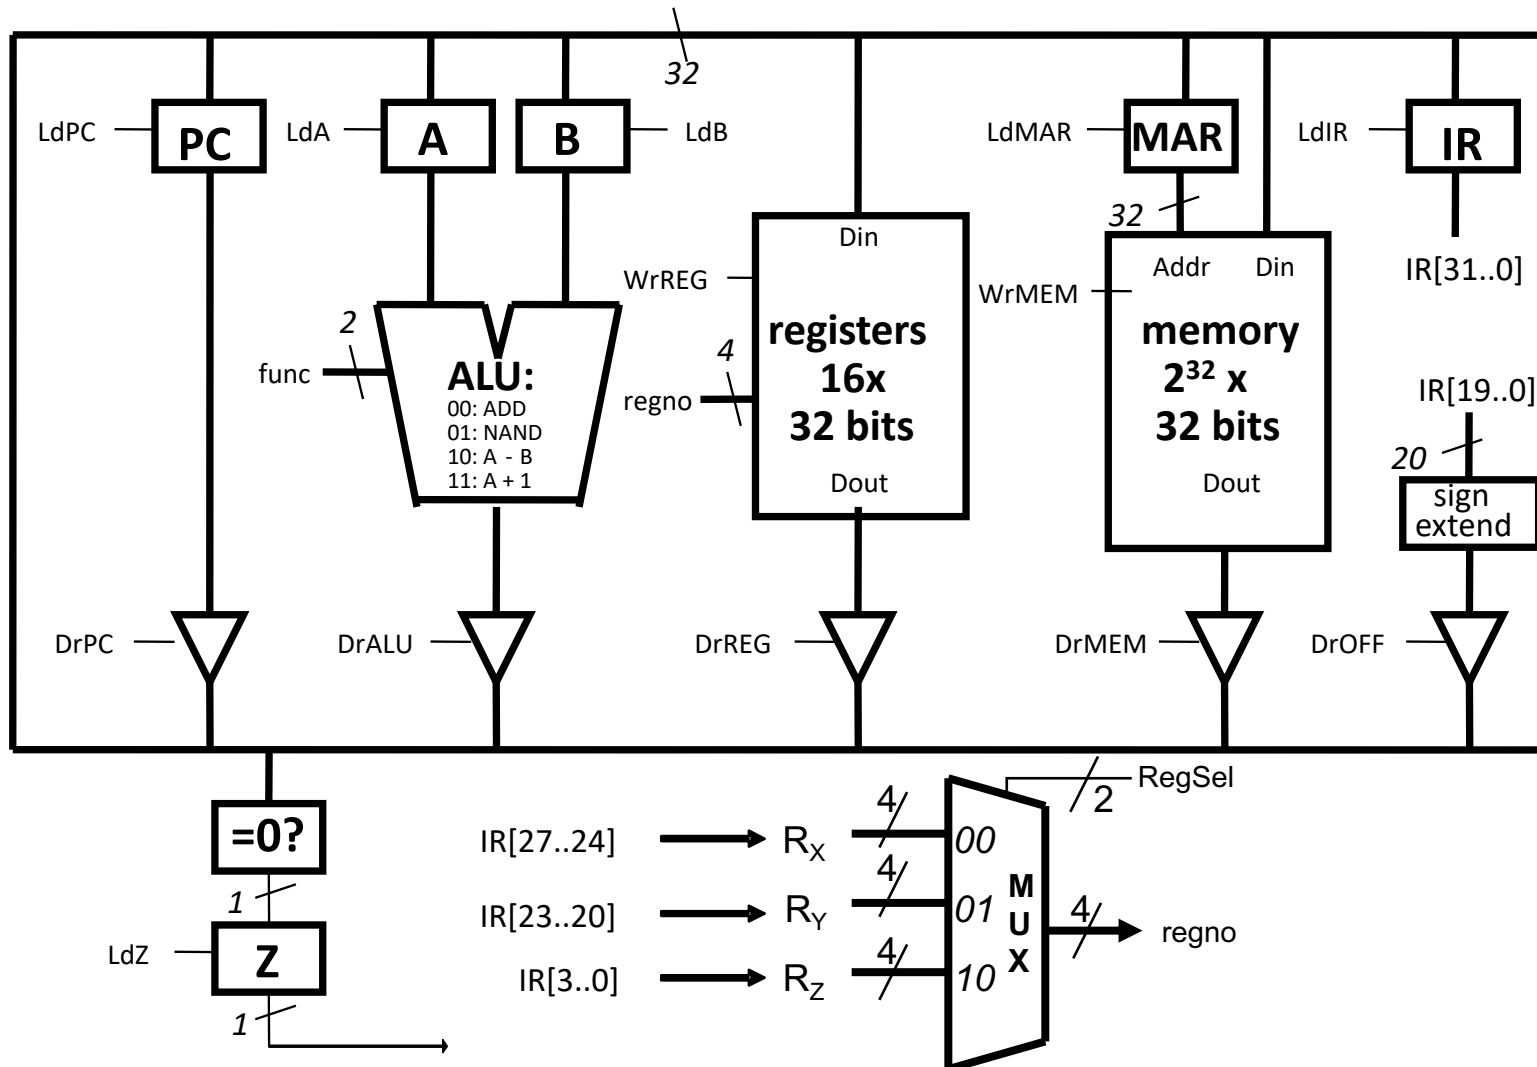 32
LdPC
PC
LdA
A
B
LdB
LdMAR
MAR
LdIR
IR
32
Din
WrREG
registers
16x
32 bits
Dout
4
regno
Addr
Din
WrMEM
memory
2³² x
32 bits
Dout
IR[31..0]
2
func
ALU:
00: ADD
01: NAND
10: A - B
11: A + 1
IR[19..0]
20
sign
extend
DrPC
DrALU
DrREG
DrMEM
DrOFF
=0?
1
LdZ
Z
1
RegSel
2
IR[27..24]
R_X
4
00
IR[23..20]
R_Y
4
01
IR[3..0]
R_Z
4
10
M
U
X
4
regno